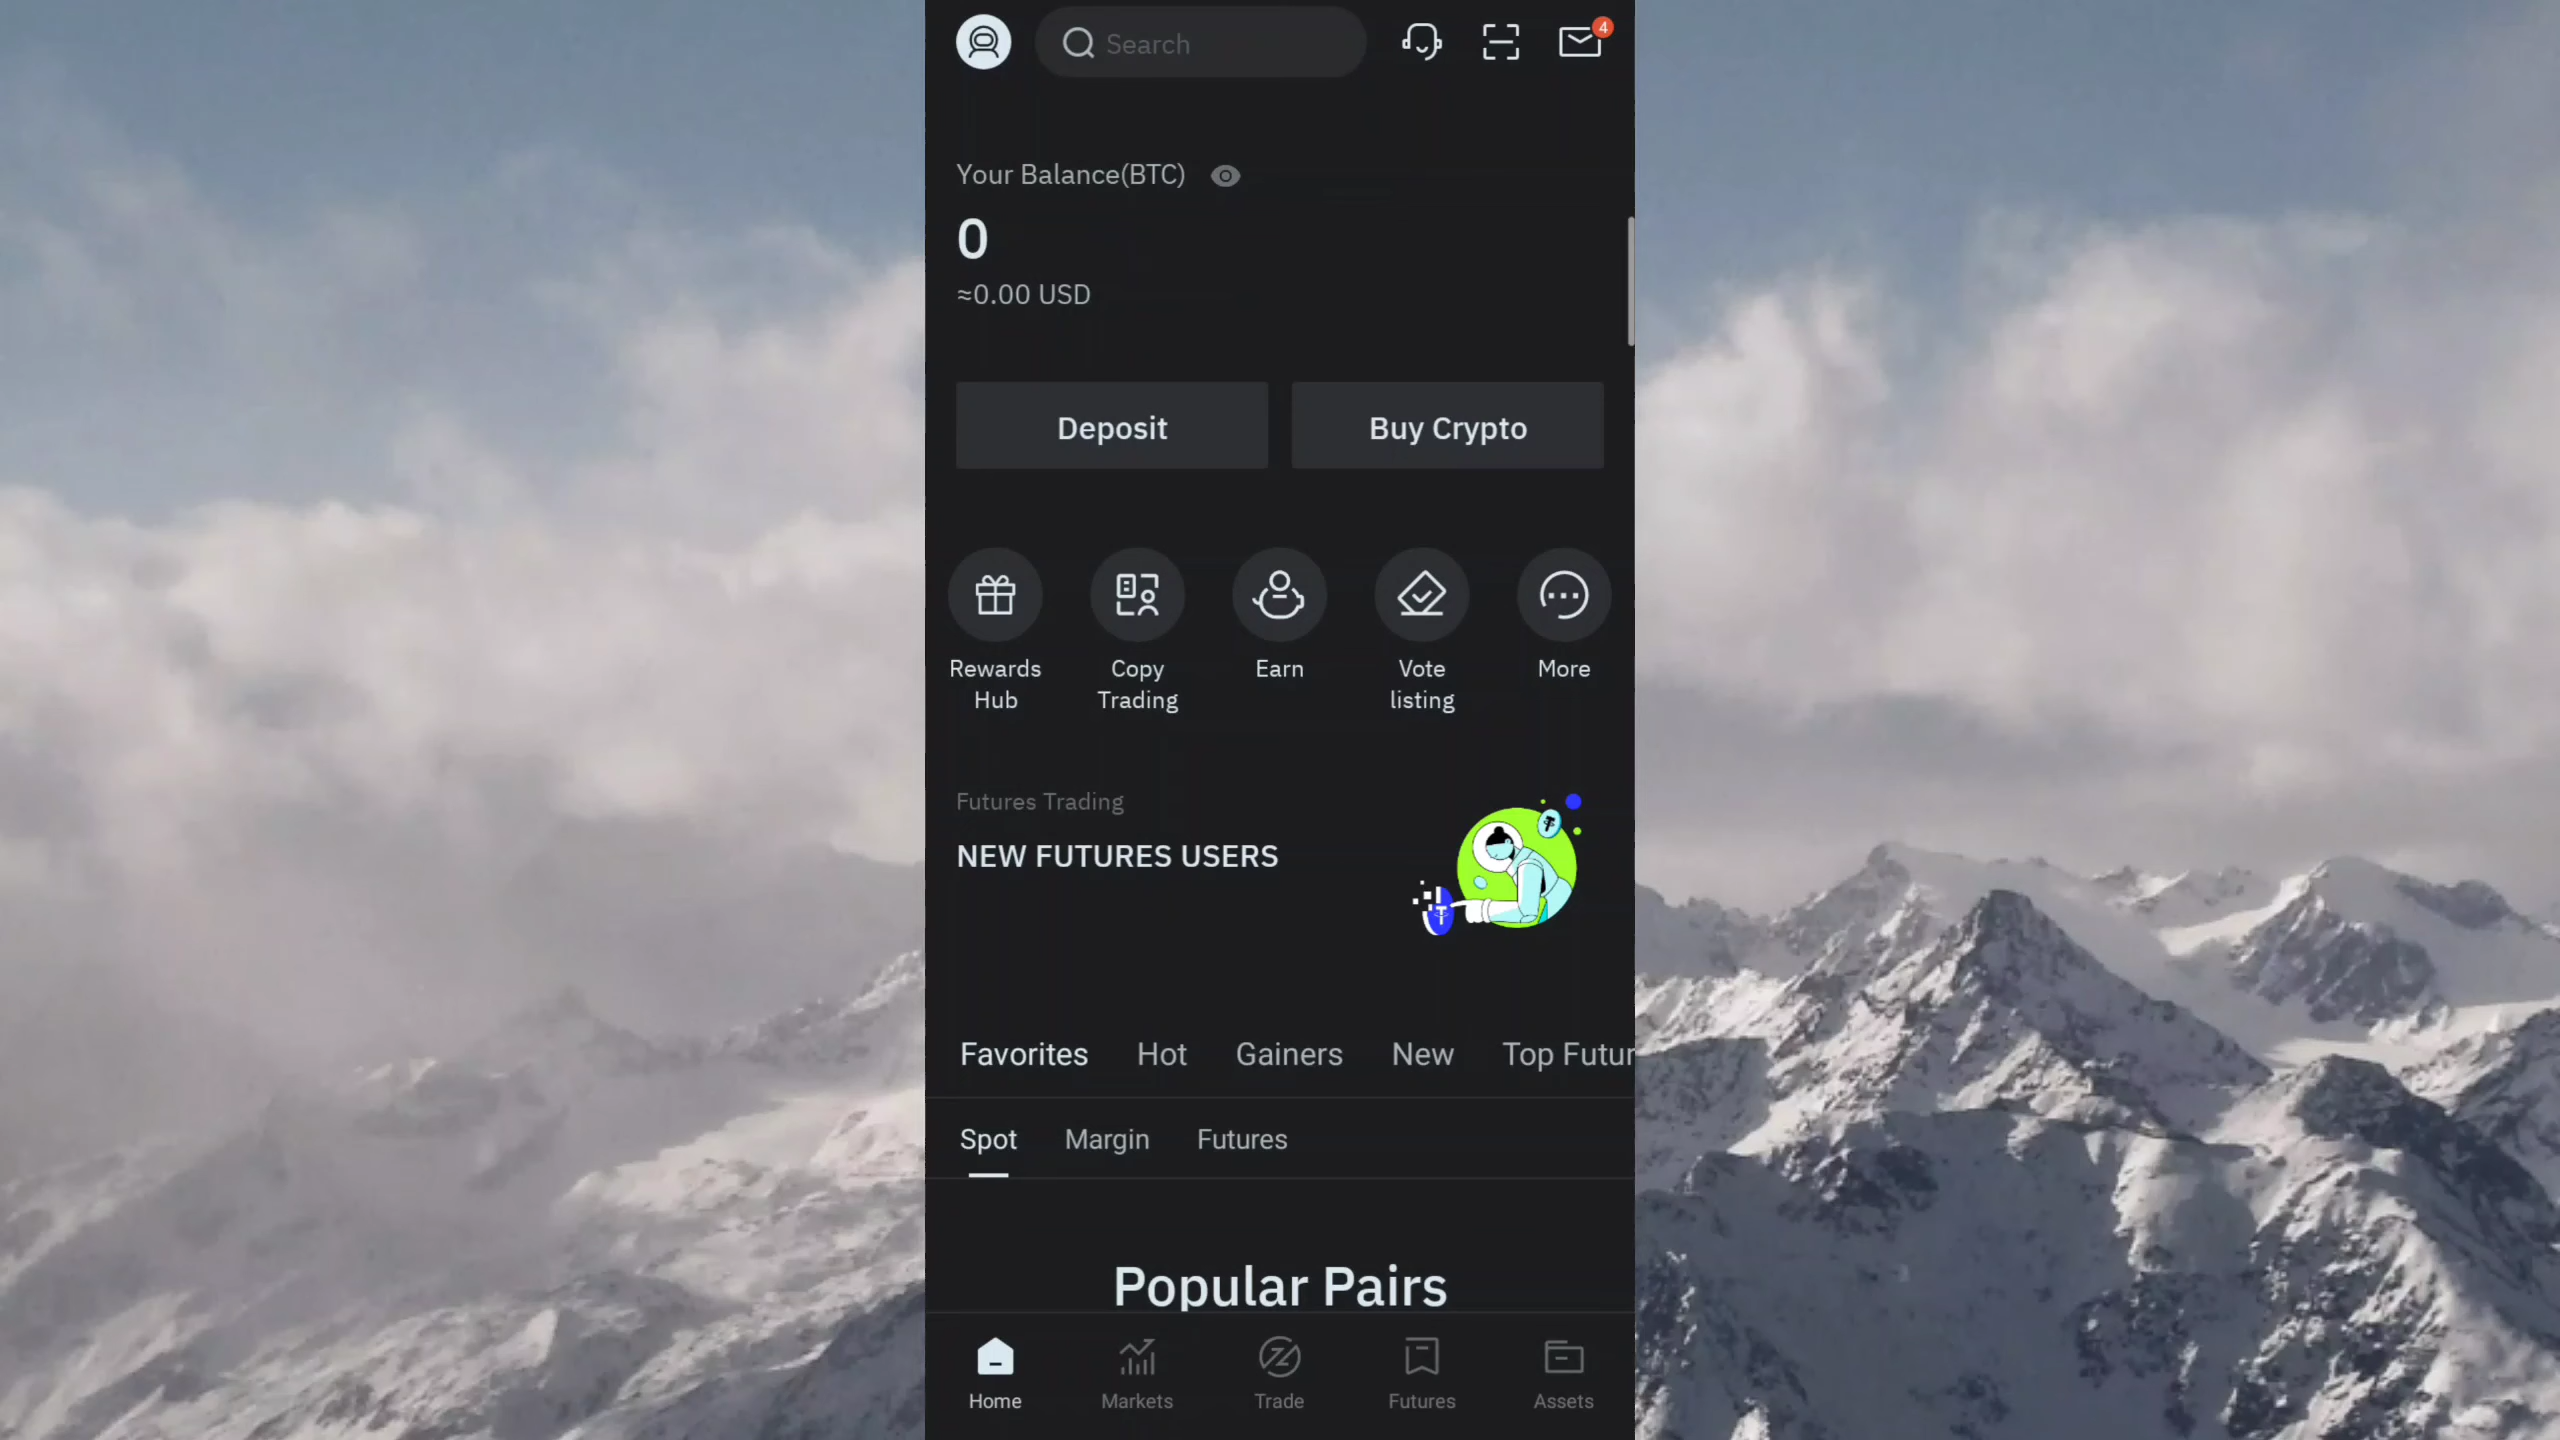 Search
4
Your Balance(BTC)
0
≈0.00 USD
Deposit
Buy Crypto
Rewards
Hub
Copy
Trading
Earn
Vote
listing
More
Futures Trading
NEW FUTURES USERS
Favorites
Hot
Gainers
New
Top Futur
Spot
Margin
Futures
Popular Pairs
Home
Markets
Trade
Futures
Assets